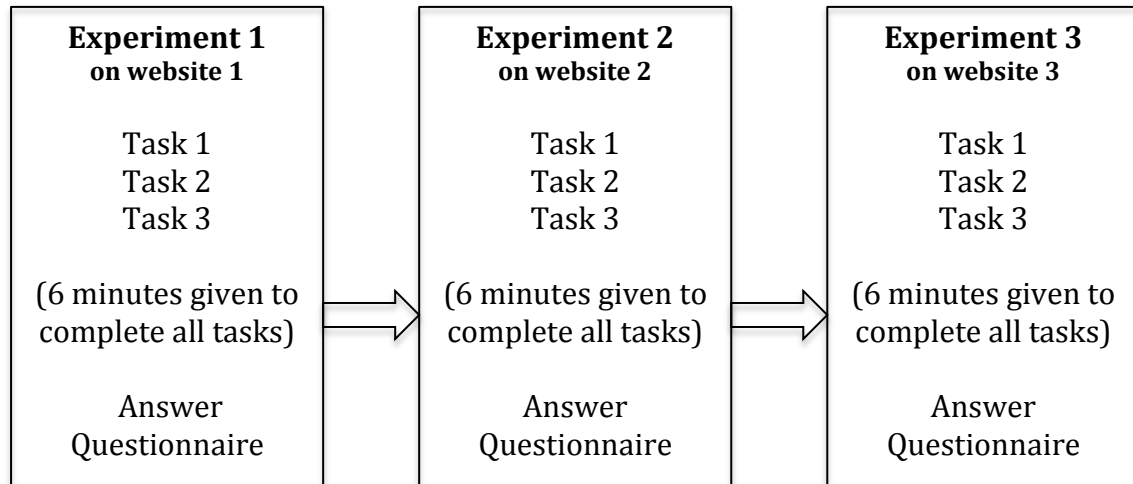 Experiment 1
on website 1
Task 1
Task 2
Task 3
(6 minutes given to
complete all tasks)
Answer
Questionnaire
Experiment 2
on website 2
Task 1
Task 2
Task 3
(6 minutes given to
complete all tasks)
Answer
Questionnaire
Experiment 3
on website 3
Task 1
Task 2
Task 3
(6 minutes given to
complete all tasks)
Answer
Questionnaire